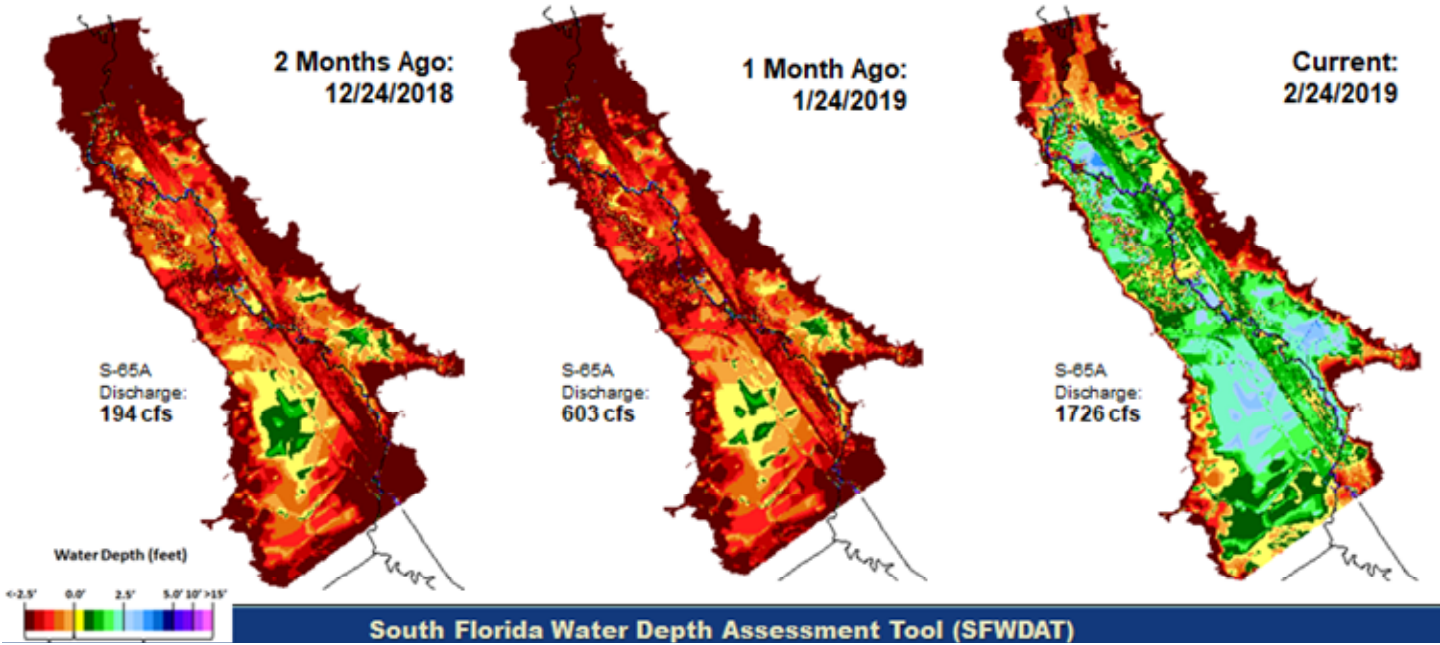 2 Months Ago:
12/24/2018
1 Month Ago:
1/24/2019
Current:
2/24/2019
S-65A
Discharge:
194 cfs
S-65A
Discharge:
603 cfs
S-65A
Discharge:
1726 cfs
Water Depth (feet)
<-2.5' 0.0' 2.5' 5.0' 10' >15'
South Florida Water Depth Assessment Tool (SFWDAT)